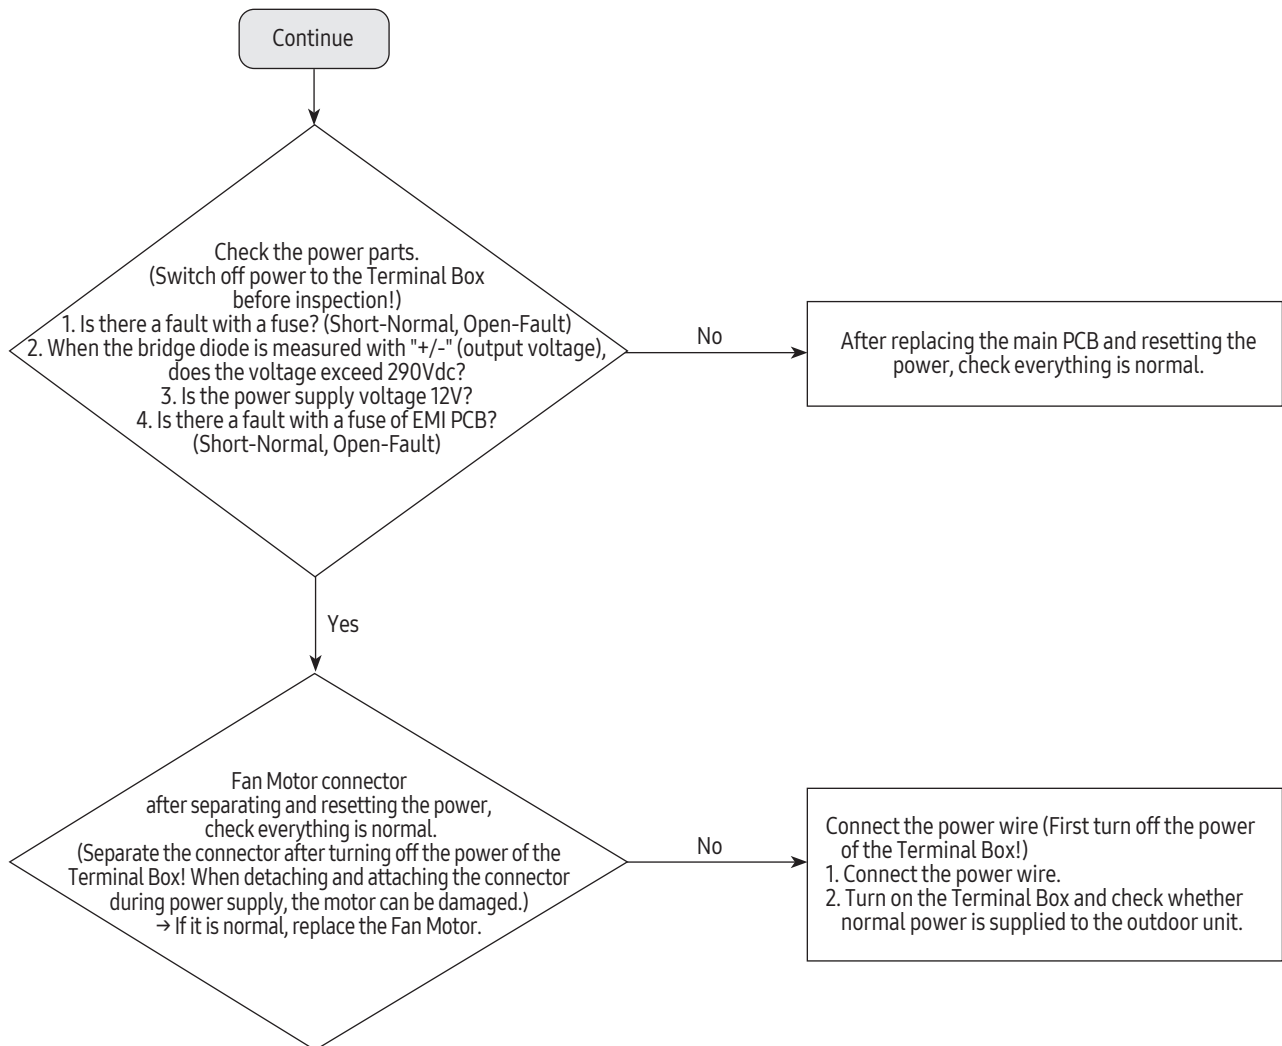 Continue
Check the power parts.
(Switch off power to the Terminal Box
before inspection!)
1. Is there a fault with a fuse? (Short-Normal, Open-Fault)
2. When the bridge diode is measured with "+/-" (output voltage),
does the voltage exceed 290Vdc?
3. Is the power supply voltage 12V?
4. Is there a fault with a fuse of EMI PCB?
(Short-Normal, Open-Fault)
No
After replacing the main PCB and resetting the
power, check everything is normal.
Yes
Fan Motor connector
after separating and resetting the power,
check everything is normal.
(Separate the connector after turning off the power of the
Terminal Box! When detaching and attaching the connector
during power supply, the motor can be damaged.)
→ If it is normal, replace the Fan Motor.
No
Connect the power wire (First turn off the power
of the Terminal Box!)
1. Connect the power wire.
2. Turn on the Terminal Box and check whether
normal power is supplied to the outdoor unit.